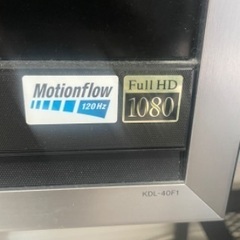 Motionflow
120Hz
Full HD
1080
KDL-40F1